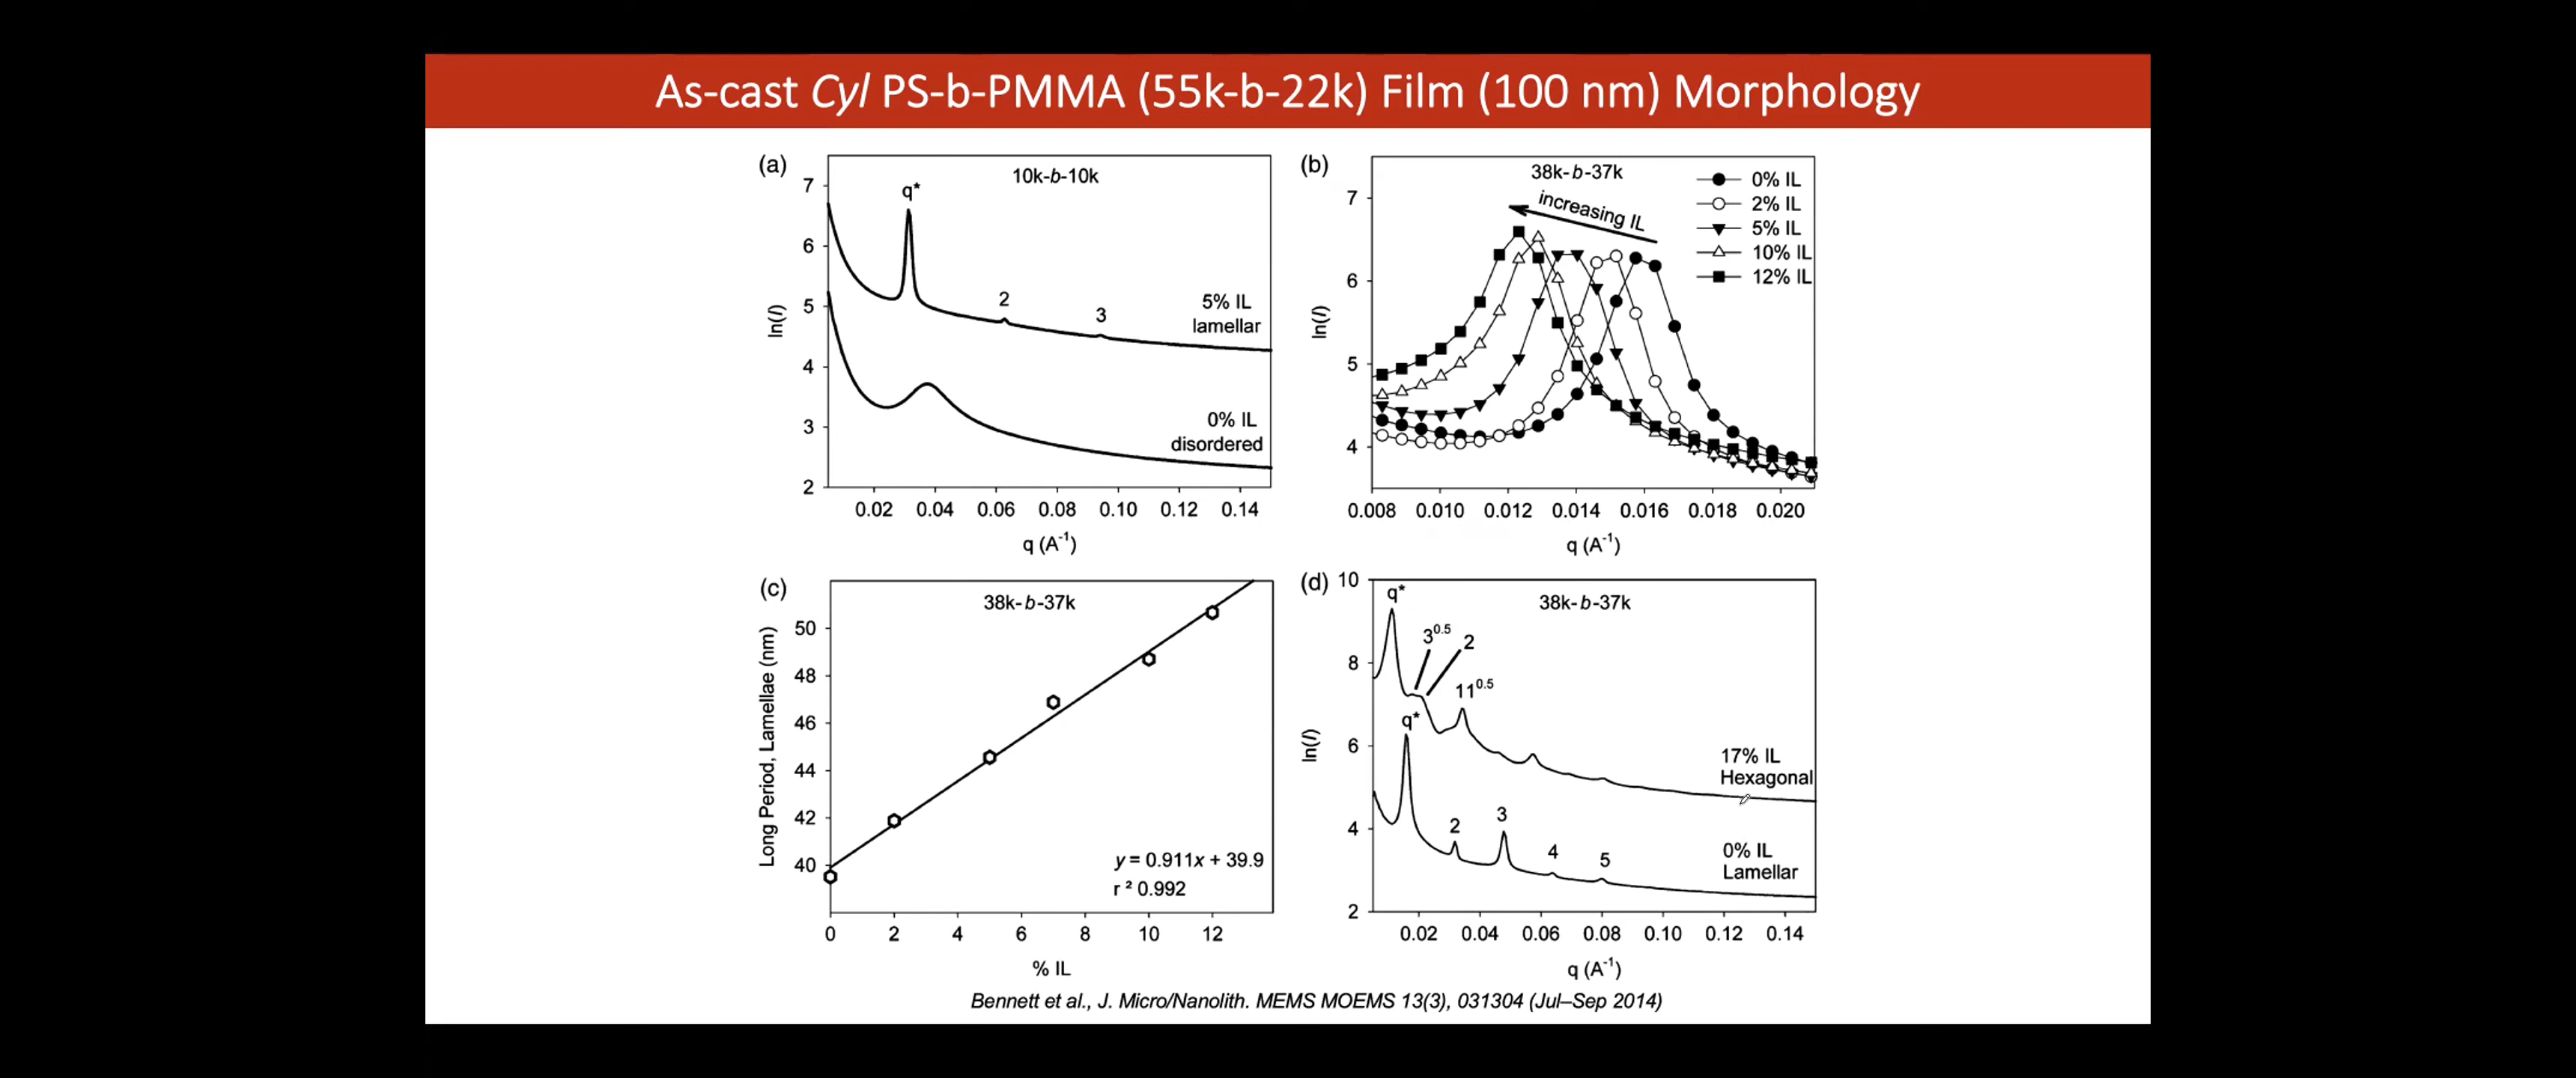 As-cast Cyl PS-b-PMMA (55k-b-22k) Film (100 nm) Morphology
(a)
10k-b-10k
q*
2
3
5% IL
lamellar
0% IL
disordered
7
6
5
4
3
2
ln(I)
0.02 0.04 0.06 0.08 0.10 0.12 0.14
q (A⁻¹)
(b)
38k-b-37k
increasing IL
0% IL
2% IL
5% IL
10% IL
12% IL
7
6
5
4
ln(I)
0.008 0.010 0.012 0.014 0.016 0.018 0.020
q (A⁻¹)
(c)
38k-b-37k
50
48
46
44
42
40
Long Period, Lamellae (nm)
y = 0.911x + 39.9
r ² 0.992
0 2 4 6 8 10 12
% IL
(d)
38k-b-37k
q*
3⁰·⁵
2
11⁰·⁵
q*
2
3
4
5
17% IL
Hexagonal
0% IL
Lamellar
10
8
6
4
2
ln(I)
0.02 0.04 0.06 0.08 0.10 0.12 0.14
q (A⁻¹)
Bennett et al., J. Micro/Nanolith. MEMS MOEMS 13(3), 031304 (Jul–Sep 2014)